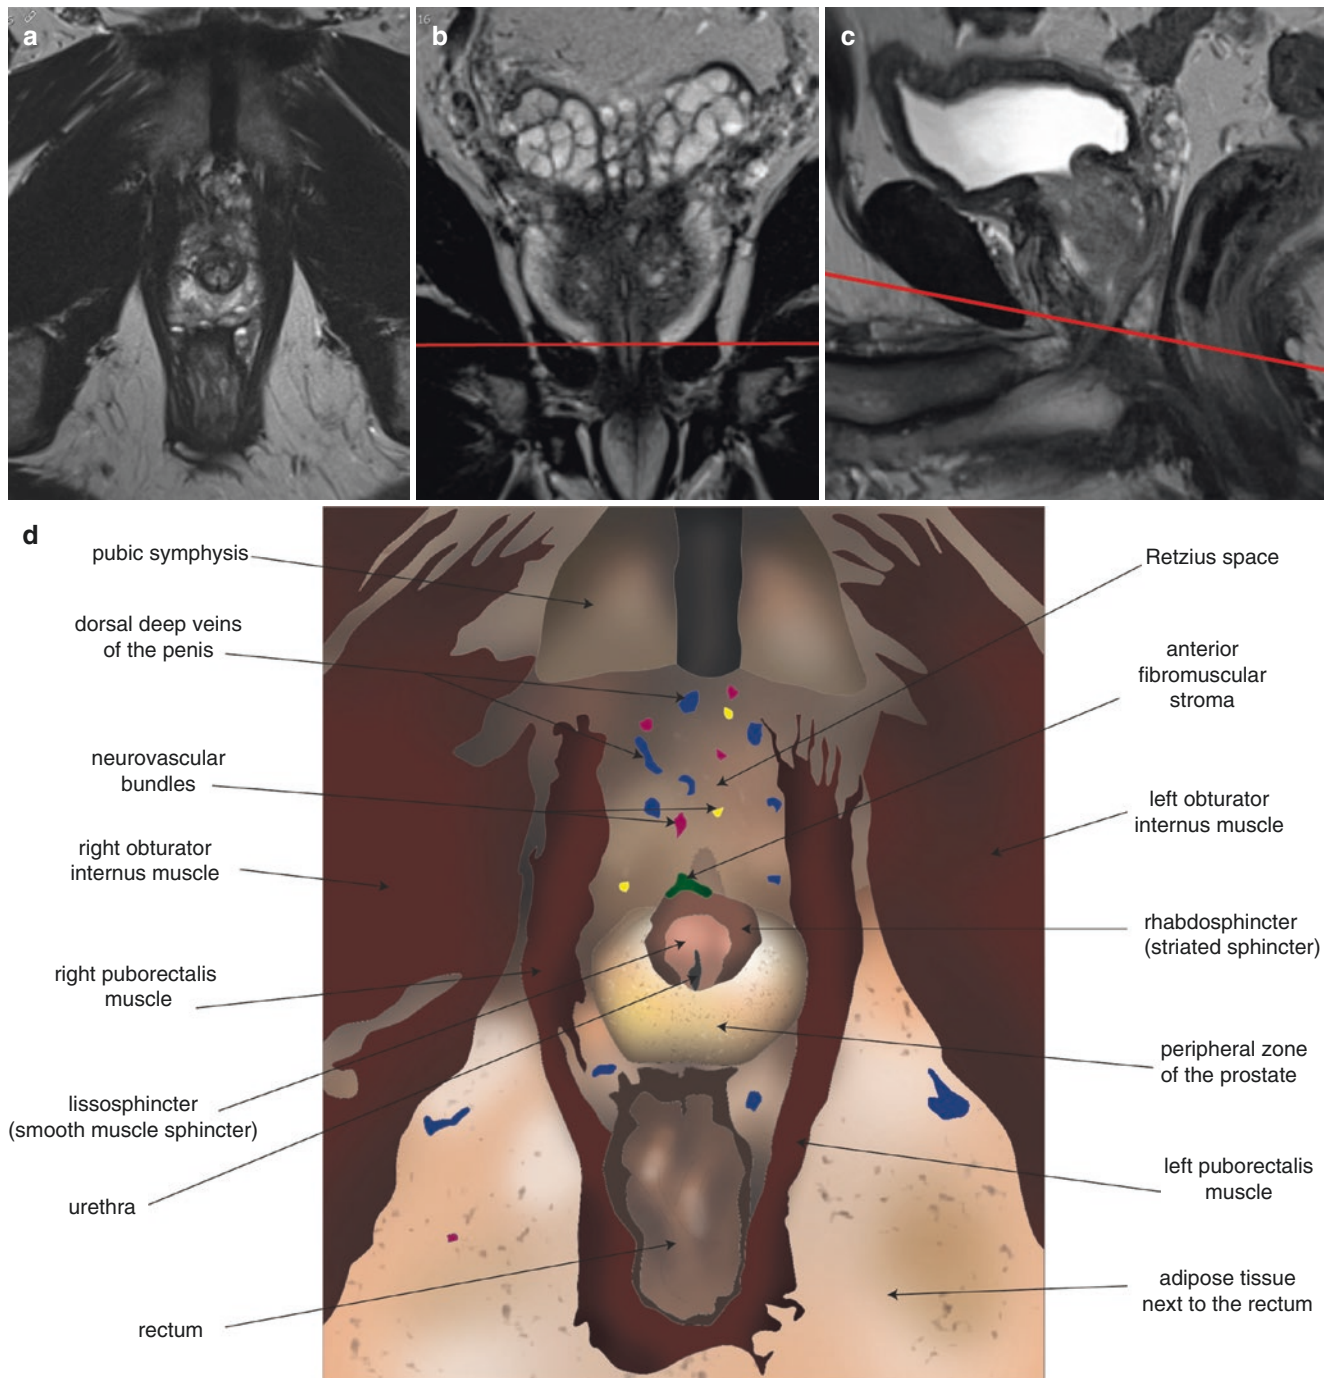 a
b
c
16
d
pubic symphysis
dorsal deep veins
of the penis
neurovascular
bundles
right obturator
internus muscle
right puborectalis
muscle
lissosphincter
(smooth muscle sphincter)
urethra
rectum
Retzius space
anterior
fibromuscular
stroma
left obturator
internus muscle
rhabdosphincter
(striated sphincter)
peripheral zone
of the prostate
left puborectalis
muscle
adipose tissue
next to the rectum